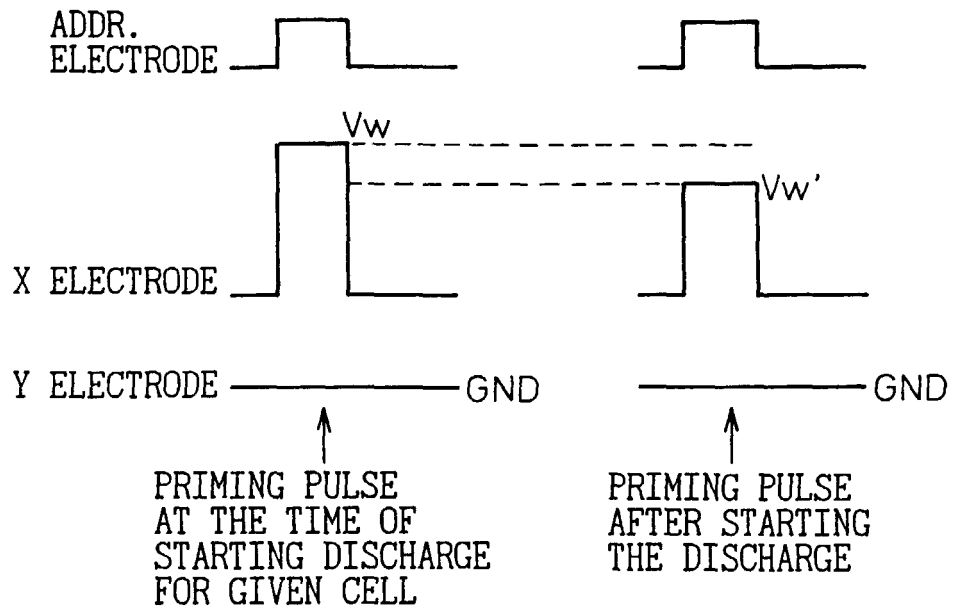 ADDR.
ELECTRODE
Vw
Vw'
X ELECTRODE
Y ELECTRODE
GND
GND
PRIMING PULSE
AT THE TIME OF
STARTING DISCHARGE
FOR GIVEN CELL
PRIMING PULSE
AFTER STARTING
THE DISCHARGE